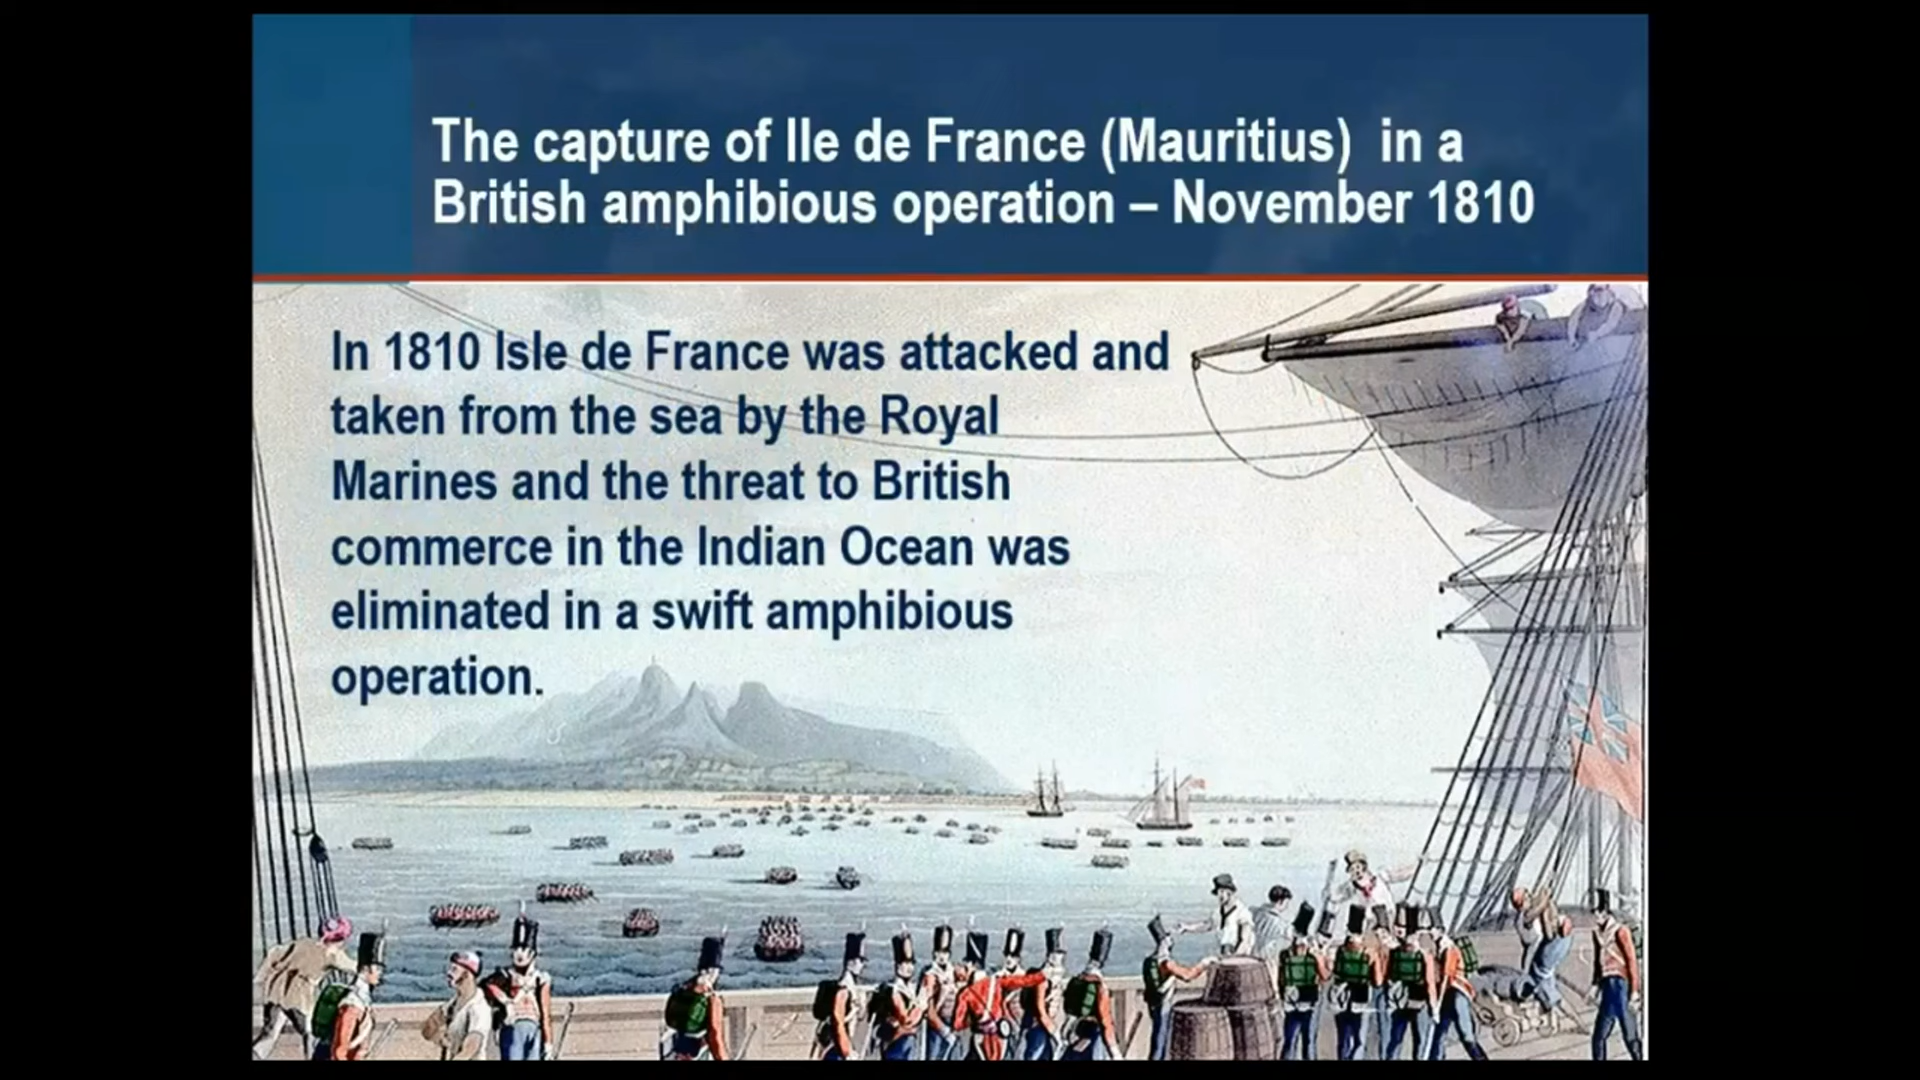 The capture of Ile de France (Mauritius)  in a
British amphibious operation – November 1810
In 1810 Isle de France was attacked and
taken from the sea by the Royal
Marines and the threat to British
commerce in the Indian Ocean was
eliminated in a swift amphibious
operation.